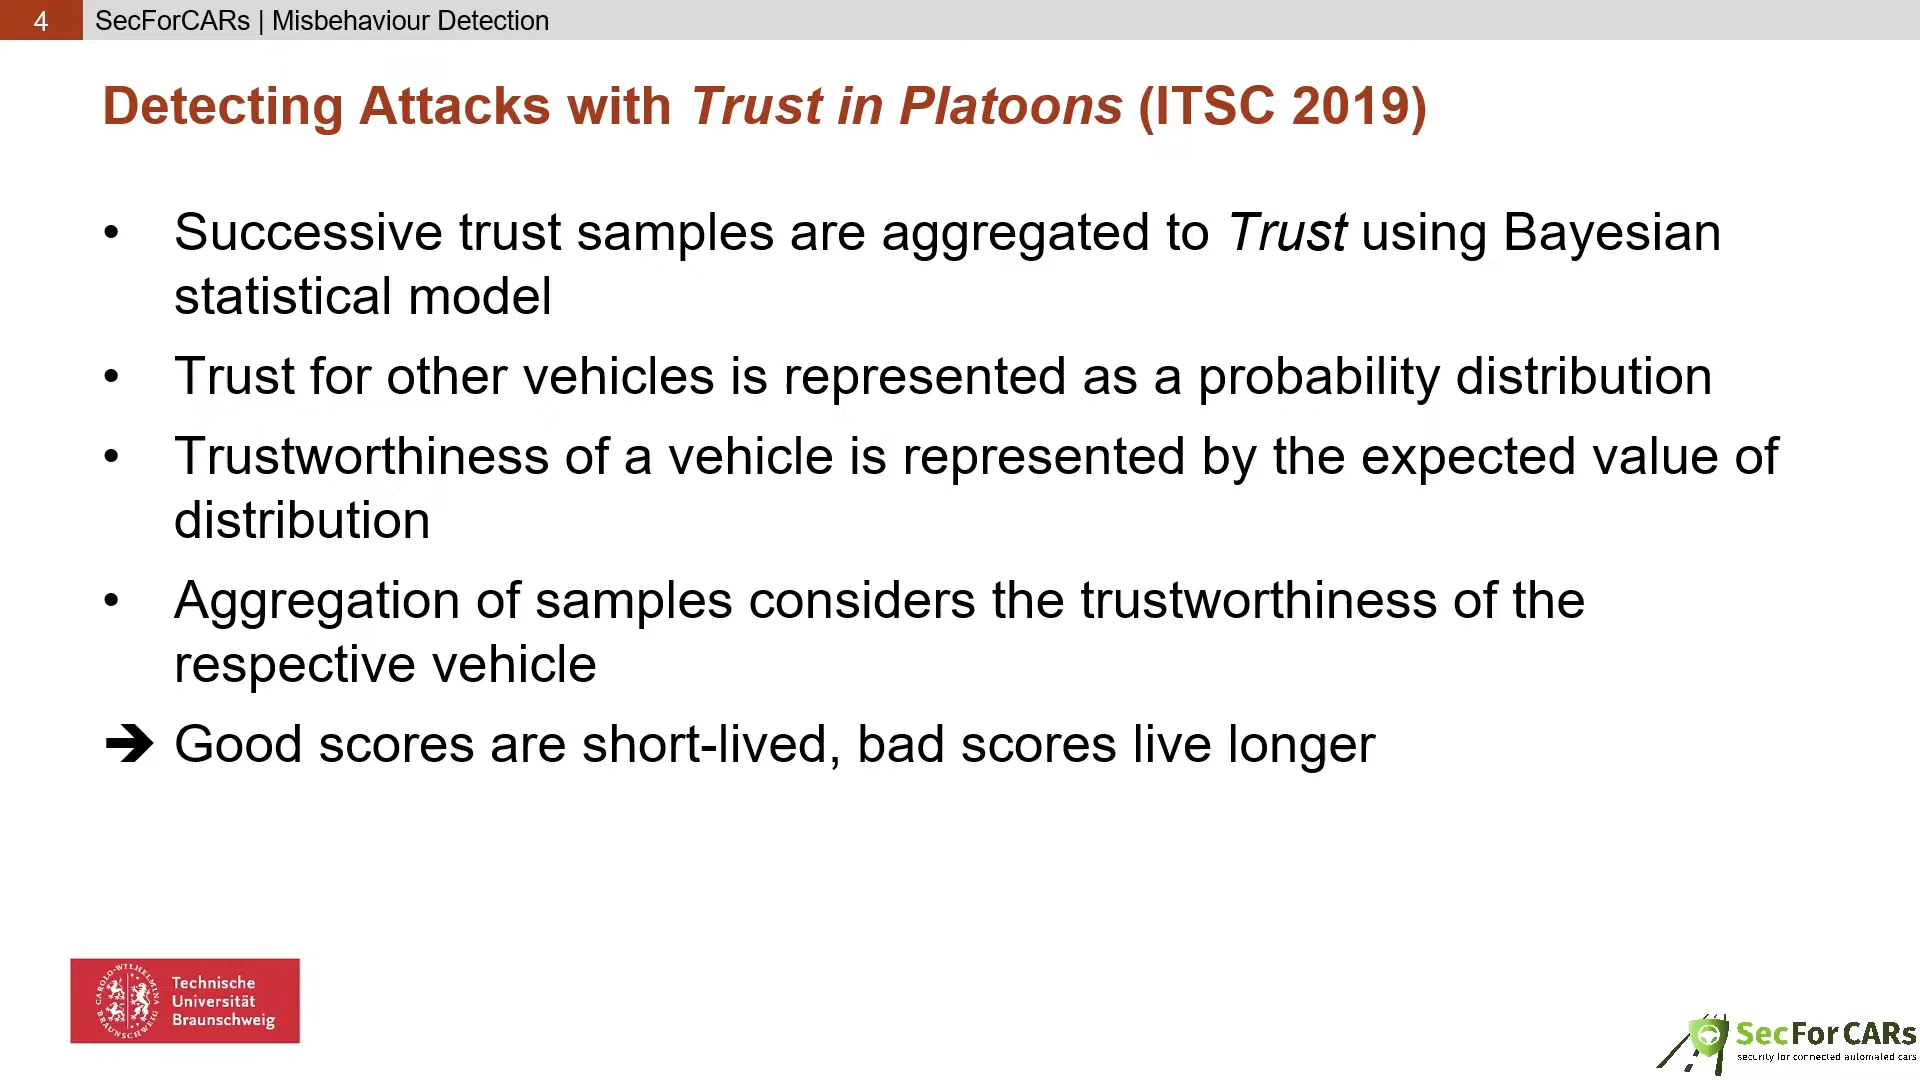 4
SecForCARs | Misbehaviour Detection
Detecting Attacks with Trust in Platoons (ITSC 2019)
• Successive trust samples are aggregated to Trust using Bayesian
statistical model
• Trust for other vehicles is represented as a probability distribution
• Trustworthiness of a vehicle is represented by the expected value of
distribution
• Aggregation of samples considers the trustworthiness of the
respective vehicle
➔ Good scores are short-lived, bad scores live longer
CAROLO-WILHELMINA
BRAUNSCHWEIG
Technische
Universität
Braunschweig
SecForCARs
security for connected automated cars